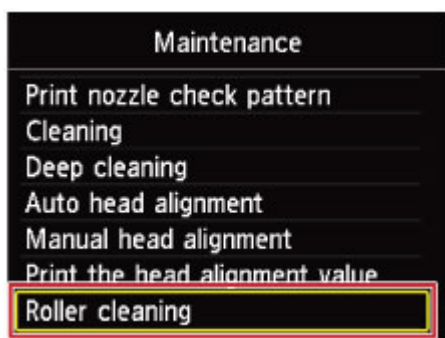 Maintenance
Print nozzle check pattern
Cleaning
Deep cleaning
Auto head alignment
Manual head alignment
Print the head alignment value
Roller cleaning